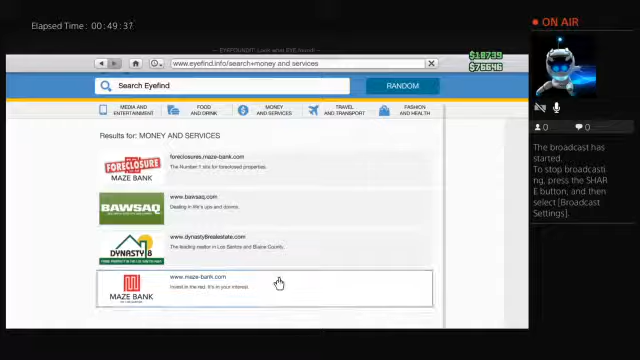 Elapsed Time : 00:49:37
ON AIR
www.eyefind.info/search+money and services
$18739
$76646
Search Eyefind
RANDOM
MEDIA AND ENTERTAINMENT
FOOD AND DRINK
MONEY AND SERVICES
TRAVEL AND TRANSPORT
FASHION AND HEALTH
Results for: MONEY AND SERVICES
FORECLOSURE
MAZE BANK
foreclosures.maze-bank.com
The Number 1 site for foreclosed properties.
BAWSAQ
www.bawsaq.com
Dealing in life's ups and downs.
DYNASTY8
www.dynasty8realestate.com
The leading realtor in Los Santos and Blaine County.
MAZE BANK
www.maze-bank.com
Invest in the red. It's in your interest.
0
0
The broadcast has
started.
To stop broadcasti
ng, press the SHAR
E button, and then
select [Broadcast
Settings].